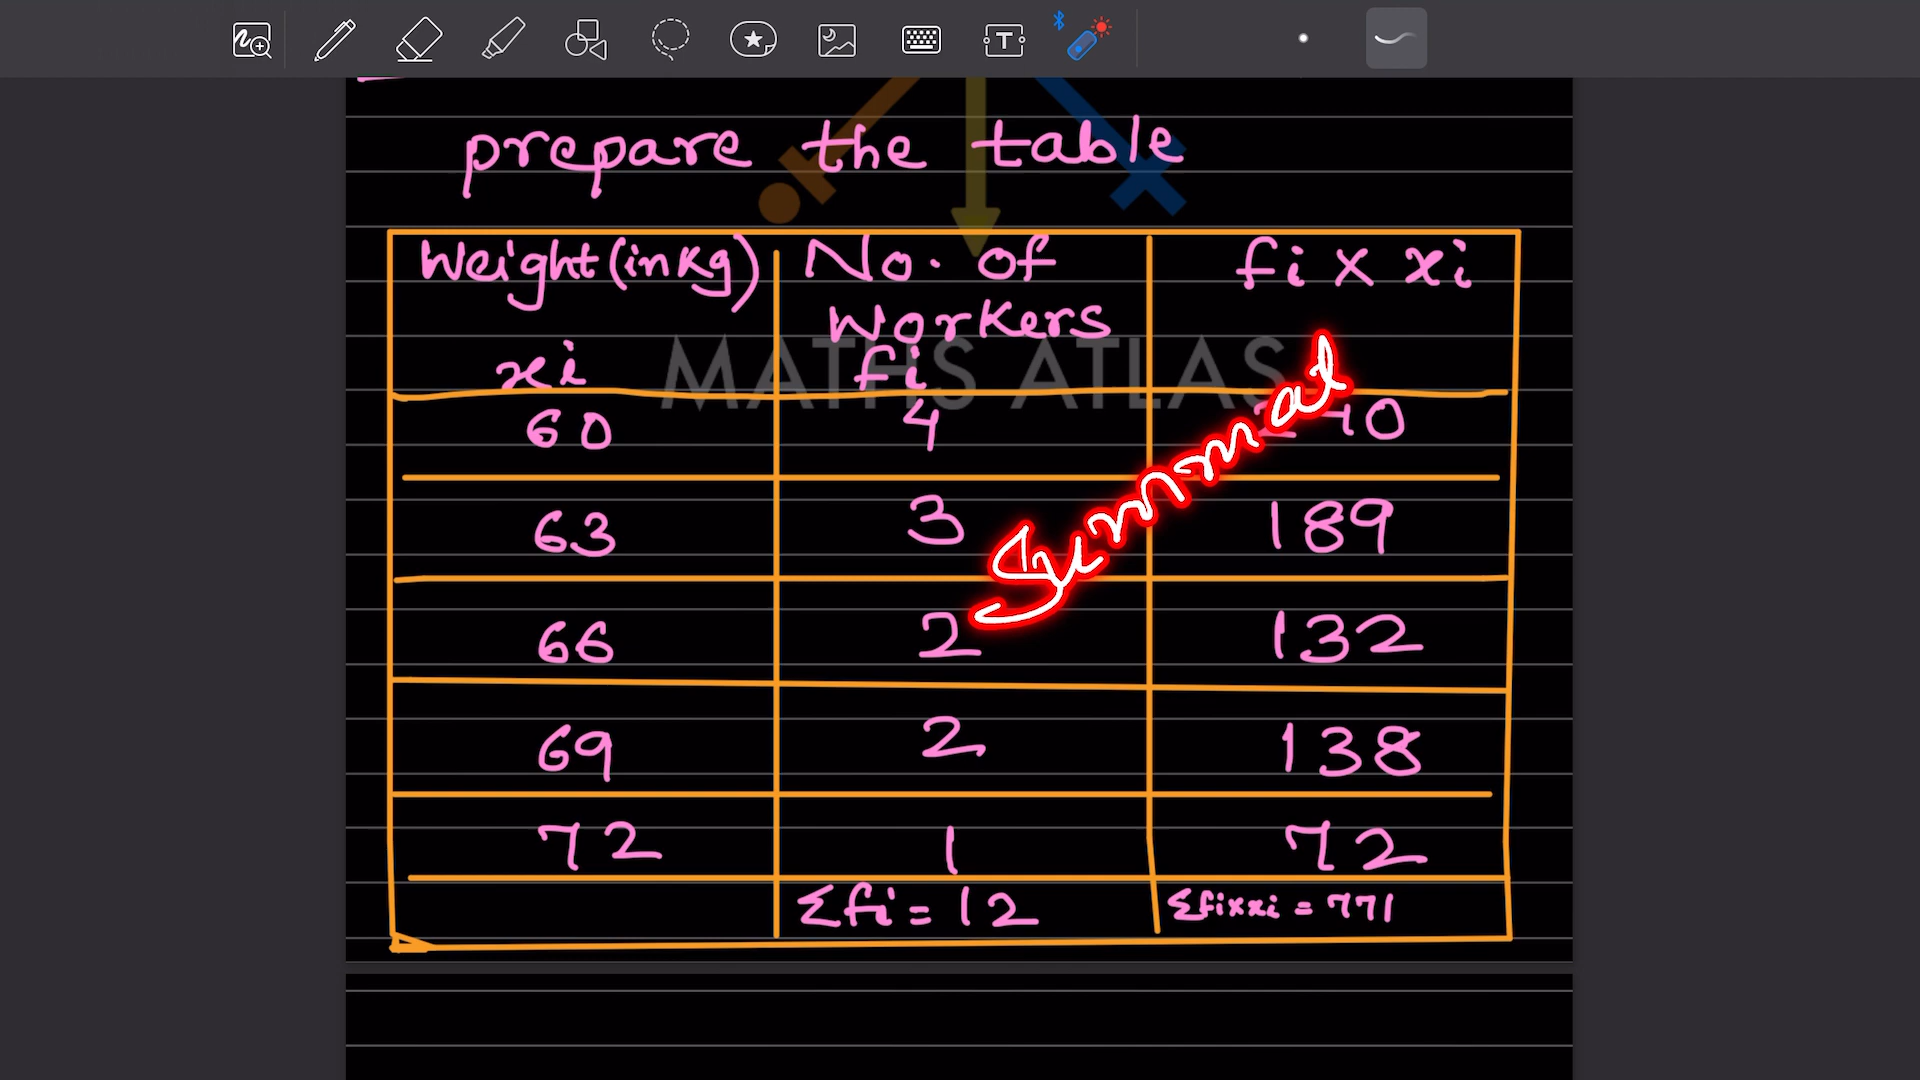 prepare the table
Weight (in Kg) xi
No. of Workers fi
fi x xi
MATHS ATLAS
60 4 240
63 3 189
66 2 132
69 2 138
72 1 72
Σfi = 12 Σfixxi = 771
Summat
T